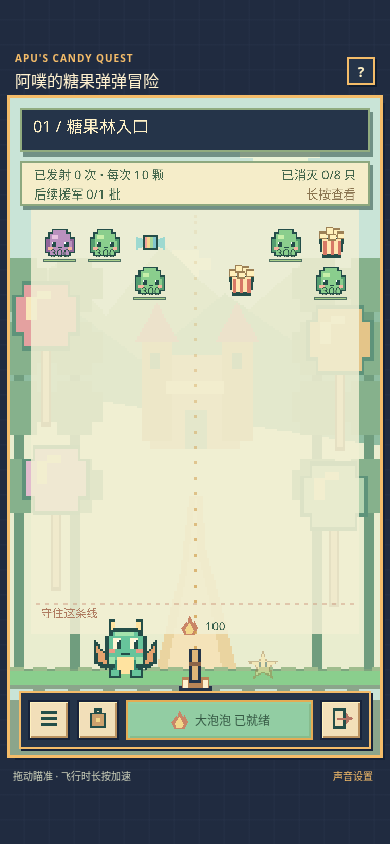 APU'S CANDY QUEST
阿噗的糖果弹弹冒险
?
01 / 糖果林入口
已发射 0 次 · 每次 10 颗
已消灭 0/8 只
后续援军 0/1 批
长按查看
300
300
300
300
300
守住这条线
100
大泡泡 已就绪
拖动瞄准 · 飞行时长按加速
声音设置